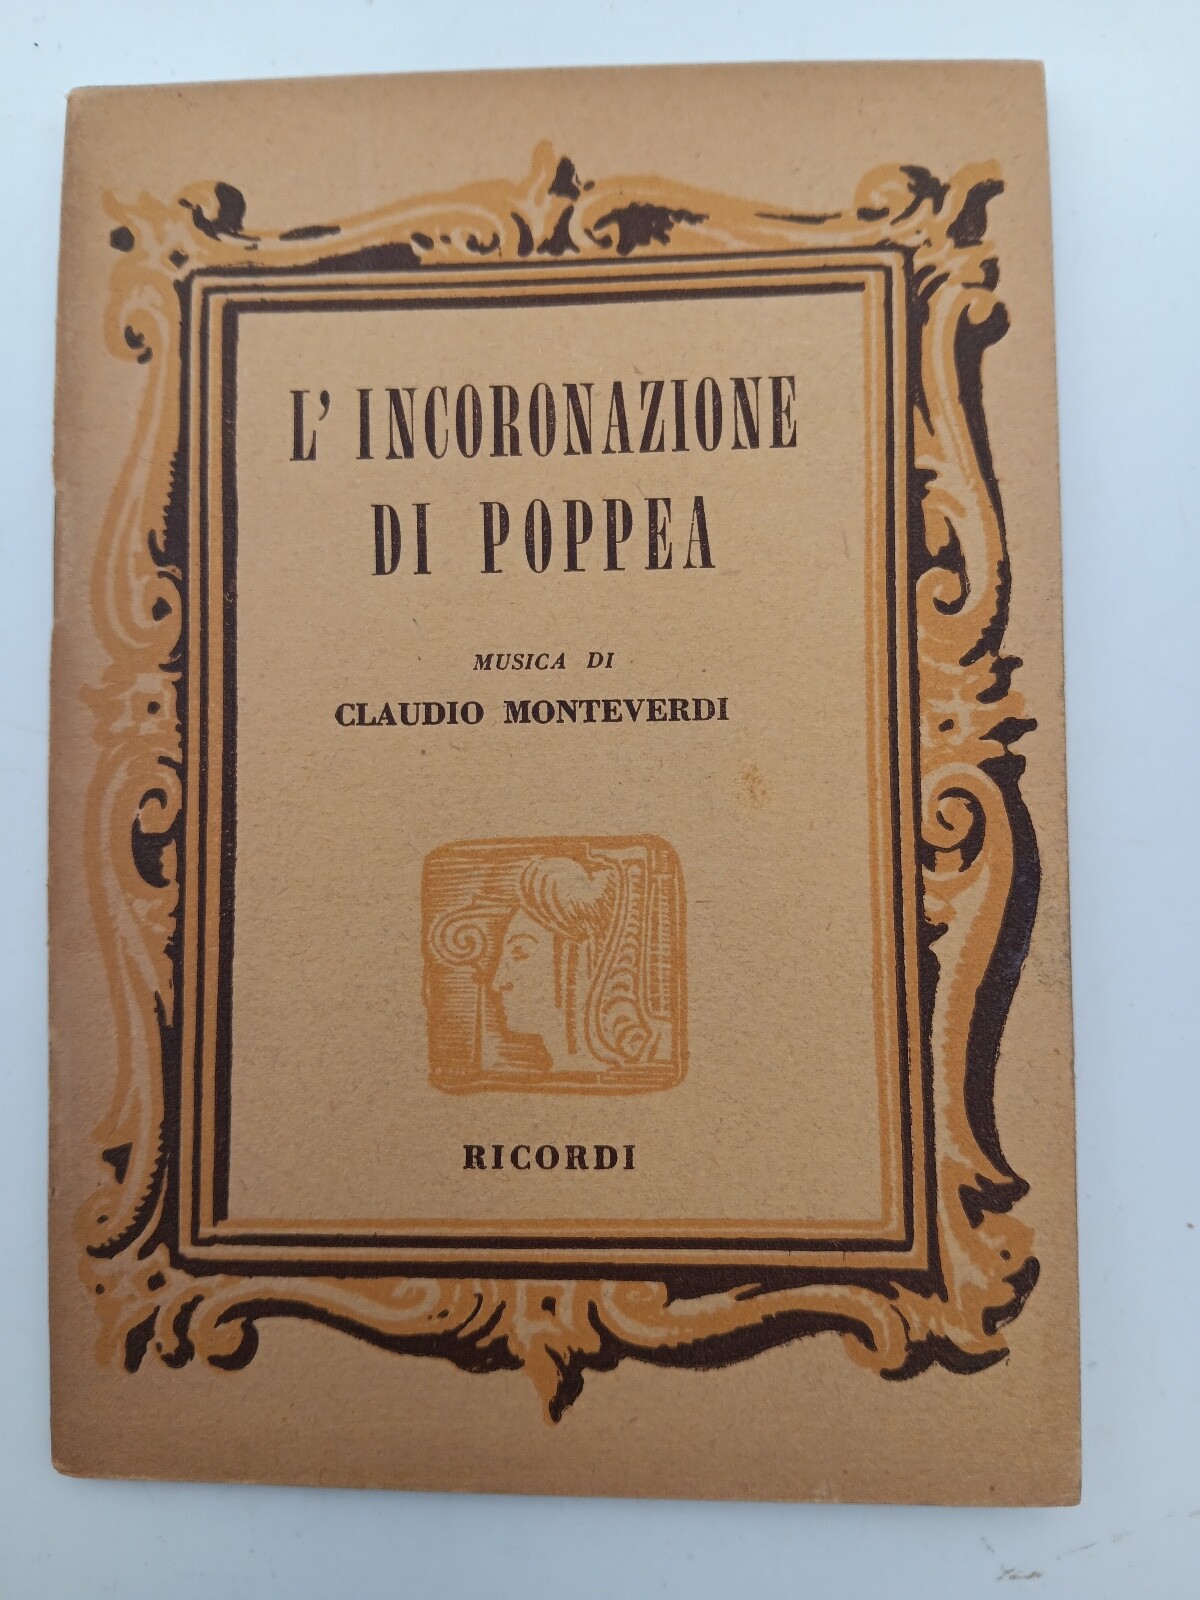 L'INCORONAZIONE
DI POPPEA
MUSICA DI
CLAUDIO MONTEVERDI
RICORDI